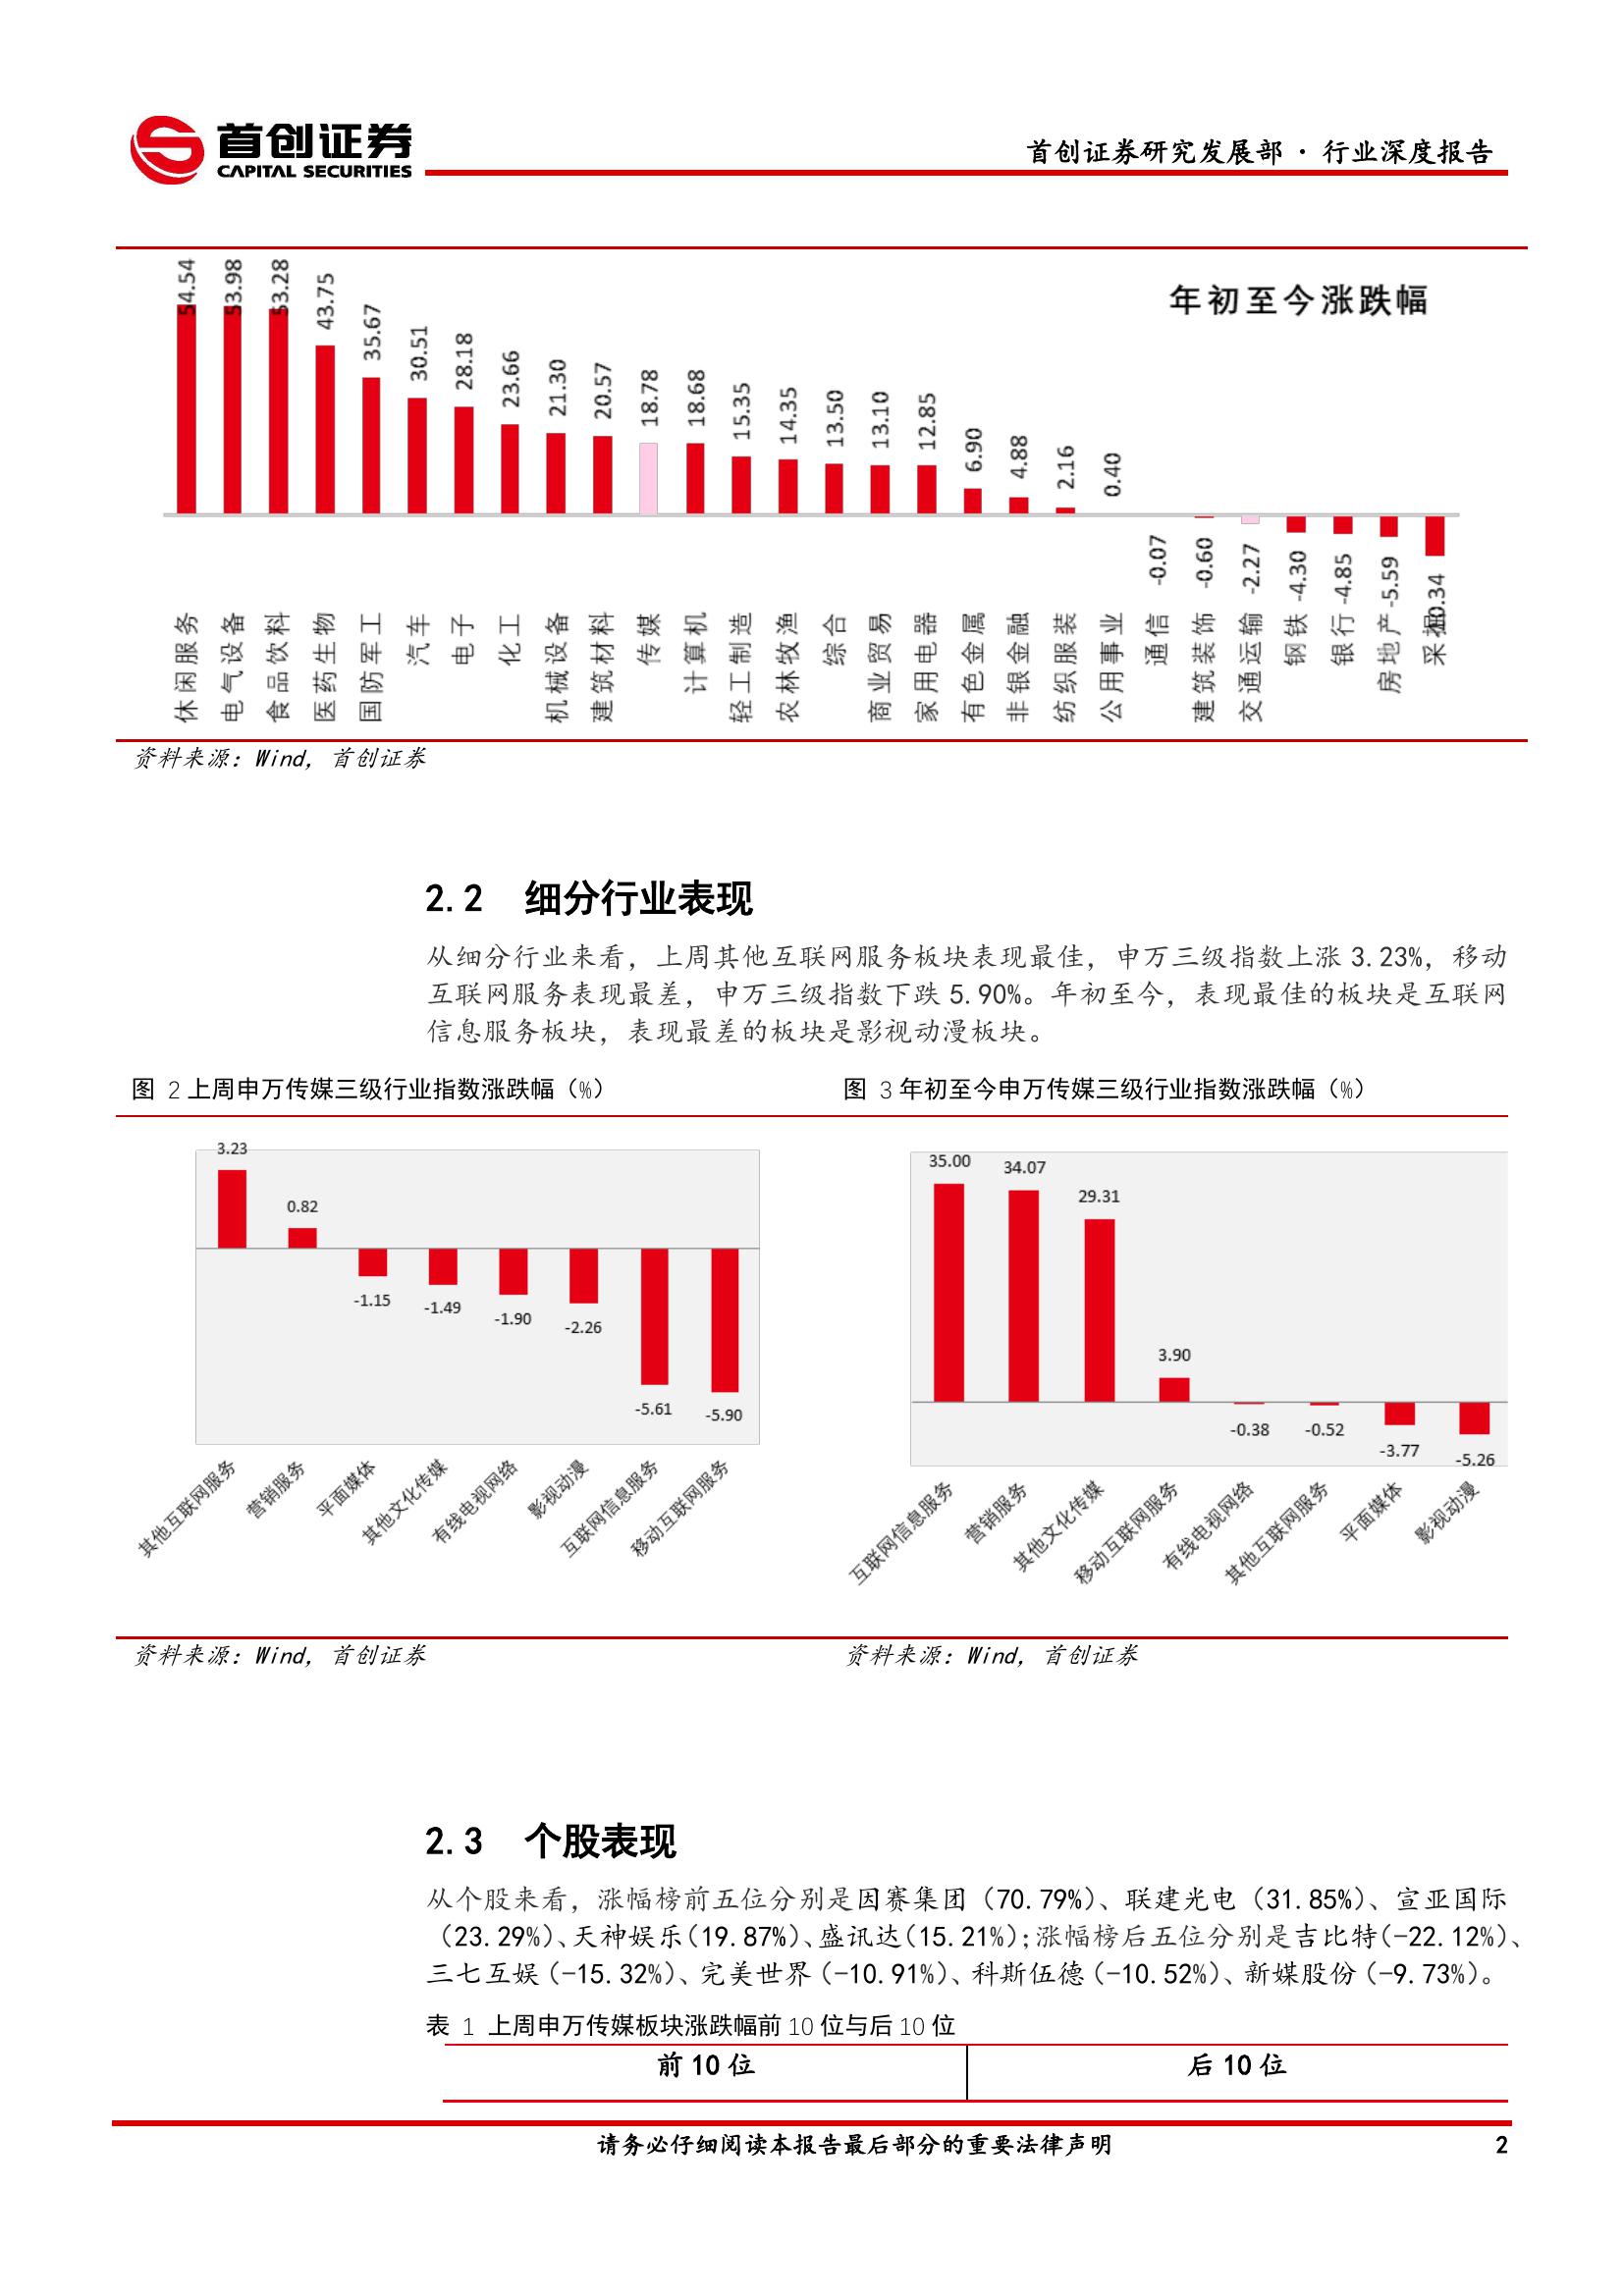 首创证券
CAPITAL SECURITIES
首创证券研究发展部 · 行业深度报告
年初至今涨跌幅
54.54 53.98 53.28 43.75 35.67 30.51 28.18 23.66 21.30 20.57 18.78 18.68 15.35 14.35 13.50 13.10 12.85 6.90 4.88 2.16 0.40 -0.07 -0.60 -2.27 -4.30 -4.85 -5.59 -10.34
休闲服务 电气设备 食品饮料 医药生物 国防军工 汽车 电子 化工 机械设备 建筑材料 传媒 计算机 轻工制造 农林牧渔 综合 商业贸易 家用电器 有色金属 非银金融 纺织服装 公用事业 通信 建筑装饰 交通运输 钢铁 银行 房地产 采掘
资料来源：Wind，首创证券
2.2 细分行业表现
从细分行业来看，上周其他互联网服务板块表现最佳，申万三级指数上涨 3.23%，移动
互联网服务表现最差，申万三级指数下跌 5.90%。年初至今，表现最佳的板块是互联网
信息服务板块，表现最差的板块是影视动漫板块。
图 2 上周申万传媒三级行业指数涨跌幅（%）
3.23 0.82 -1.15 -1.49 -1.90 -2.26 -5.61 -5.90
其他互联网服务 营销服务 平面媒体 其他文化传媒 有线电视网络 影视动漫 互联网信息服务 移动互联网服务
资料来源：Wind，首创证券
图 3 年初至今申万传媒三级行业指数涨跌幅（%）
35.00 34.07 29.31 3.90 -0.38 -0.52 -3.77 -5.26
互联网信息服务 营销服务 其他文化传媒 移动互联网服务 有线电视网络 其他互联网服务 平面媒体 影视动漫
资料来源：Wind，首创证券
2.3 个股表现
从个股来看，涨幅榜前五位分别是因赛集团（70.79%）、联建光电（31.85%）、宣亚国际
（23.29%）、天神娱乐（19.87%）、盛讯达（15.21%）；涨幅榜后五位分别是吉比特（-22.12%）、
三七互娱（-15.32%）、完美世界（-10.91%）、科斯伍德（-10.52%）、新媒股份（-9.73%）。
表 1 上周申万传媒板块涨跌幅前 10 位与后 10 位
前 10 位 后 10 位
请务必仔细阅读本报告最后部分的重要法律声明 2